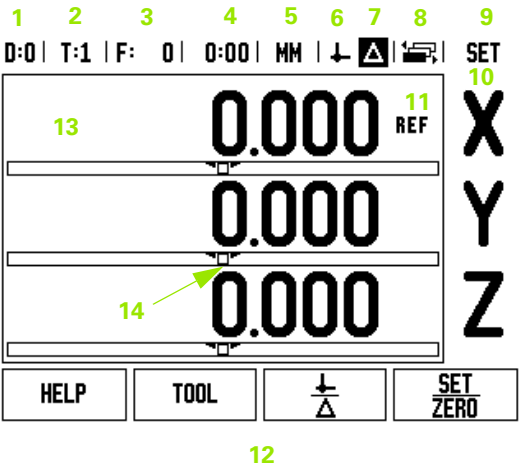 1 2 3 4 5 6 7 8 9
D:0 T:1 F: 0 0:00 MM SET
10
11
13
0.000 REF X
0.000 Y
14
0.000 Z
HELP TOOL Δ SET
ZERO
12